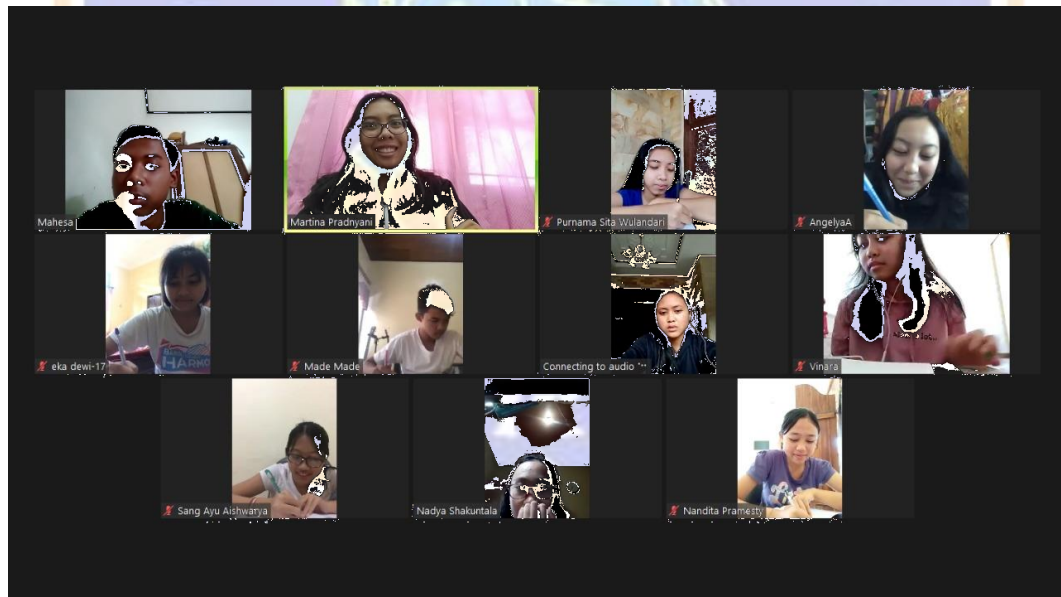 Mahesa
Martina Pradnyani
Purnama Sita Wulandari
AngelyaA
eka dewi-17
Made Made
Connecting to audio
Vinara
HARKO
Sang Ayu Aishwarya
Nadya Shakuntala
Nandita Pramesty